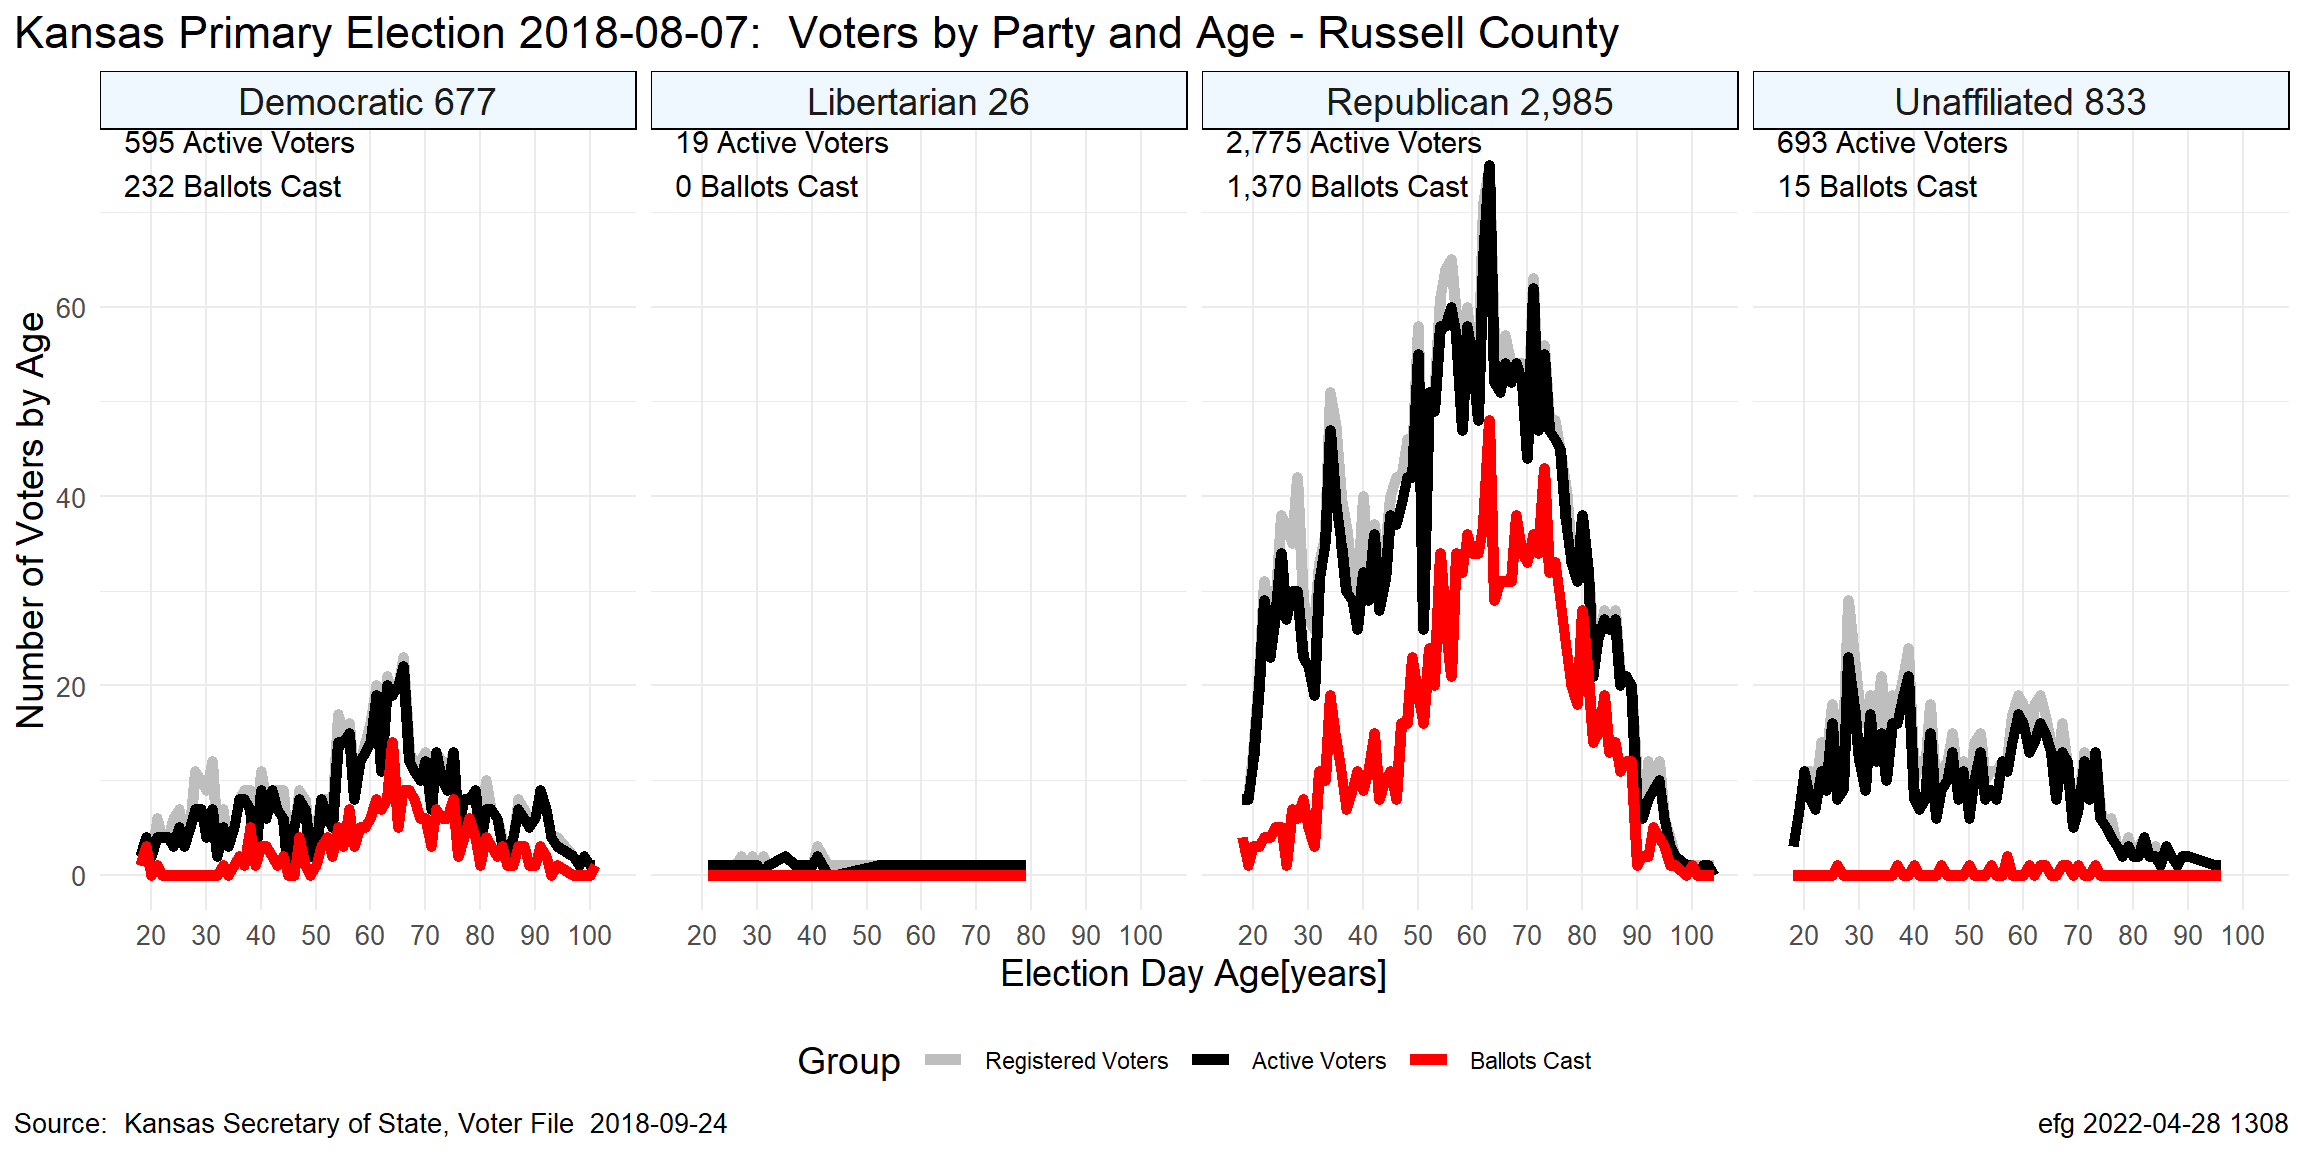 Kansas Primary Election 2018-08-07:  Voters by Party and Age - Russell County
Democratic 677
Libertarian 26
Republican 2,985
Unaffiliated 833
595 Active Voters
232 Ballots Cast
19 Active Voters
0 Ballots Cast
2,775 Active Voters
1,370 Ballots Cast
693 Active Voters
15 Ballots Cast
Number of Voters by Age
60
40
20
0
20 30 40 50 60 70 80 90 100
20 30 40 50 60 70 80 90 100
20 30 40 50 60 70 80 90 100
20 30 40 50 60 70 80 90 100
Election Day Age[years]
Group Registered Voters Active Voters Ballots Cast
Source:  Kansas Secretary of State, Voter File  2018-09-24
efg 2022-04-28 1308